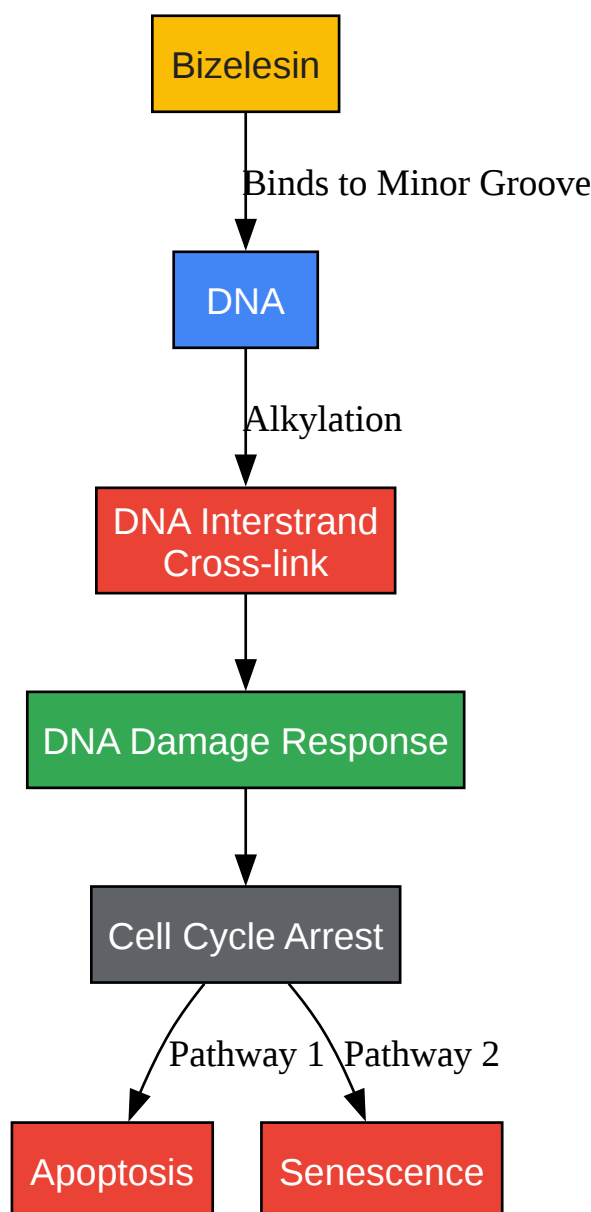 Bizelesin
Binds to Minor Groove
DNA
Alkylation
DNA Interstrand
Cross-link
DNA Damage Response
Cell Cycle Arrest
Pathway 1
Pathway 2
Apoptosis
Senescence